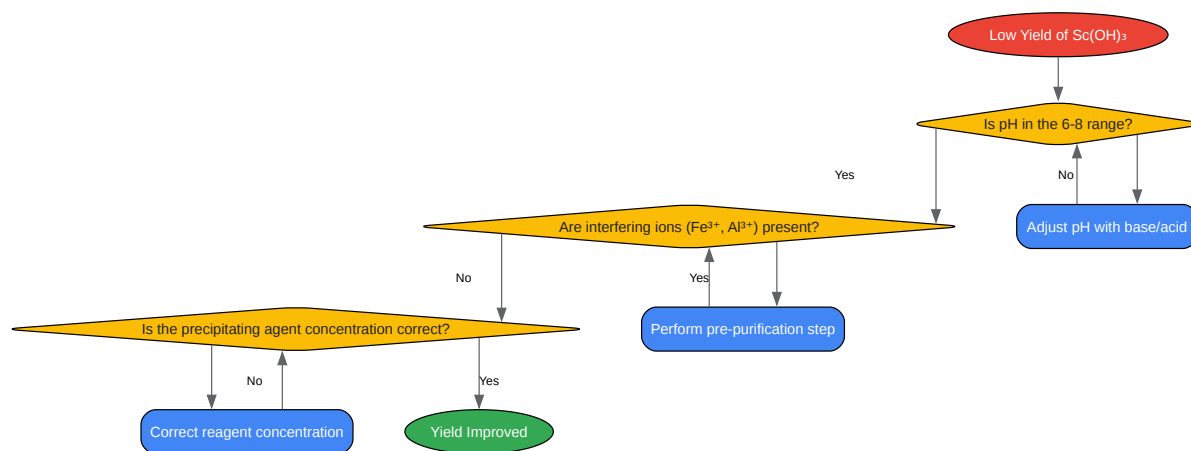 Low Yield of Sc(OH)₃
Is pH in the 6-8 range?
Yes
No
Are interfering ions (Fe³⁺, Al³⁺) present?
Adjust pH with base/acid
No
Yes
Is the precipitating agent concentration correct?
Perform pre-purification step
No
Yes
Correct reagent concentration
Yield Improved